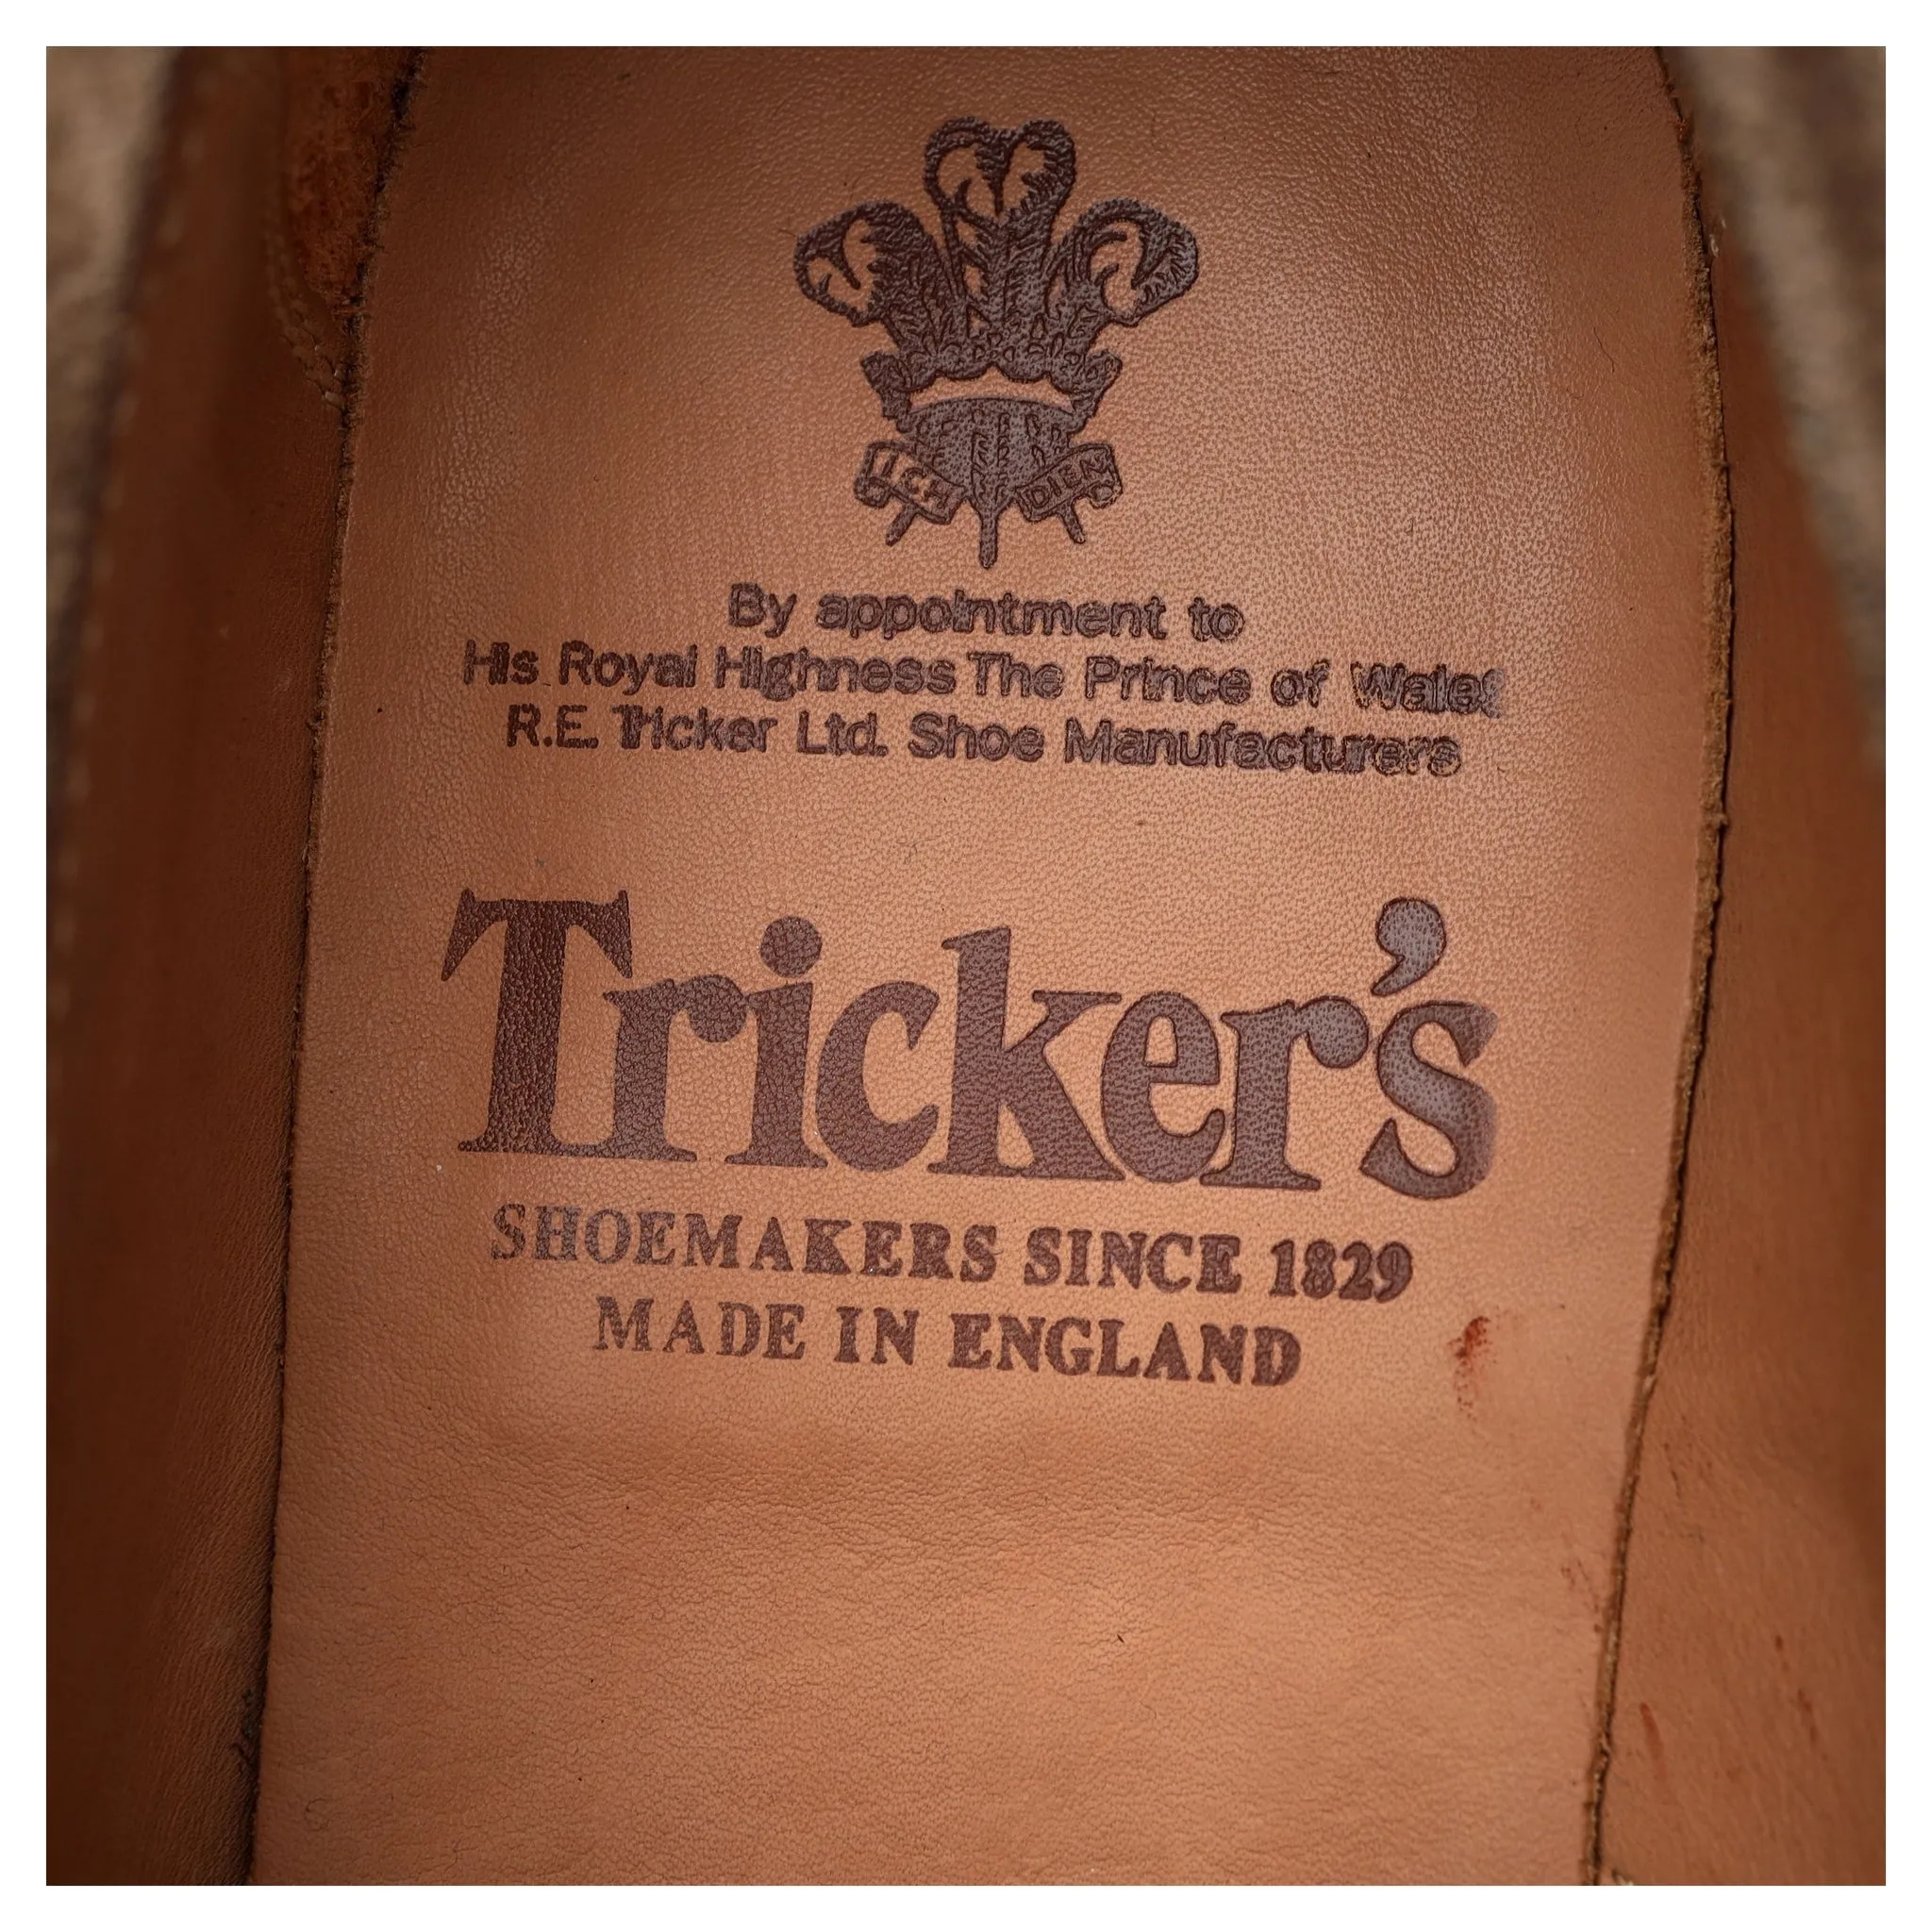 ICH DIEN
By appointment to
His Royal Highness The Prince of Wales
R.E. Tricker Ltd. Shoe Manufacturers
Tricker's
SHOEMAKERS SINCE 1829
MADE IN ENGLAND